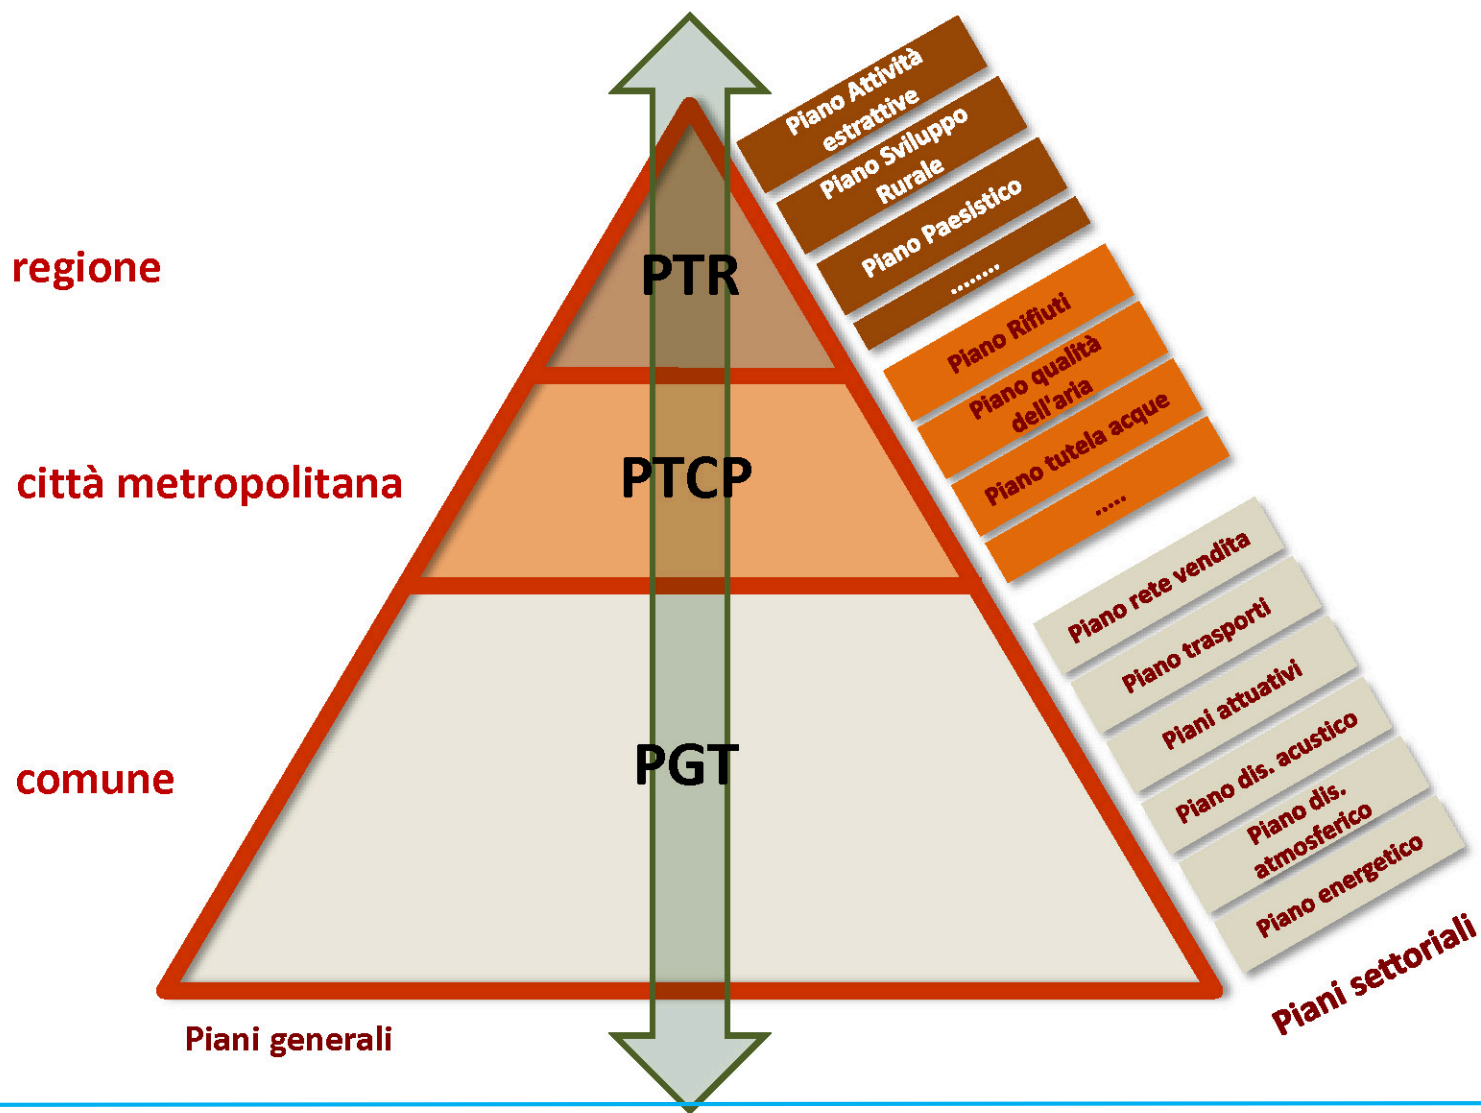 regione
città metropolitana
comune
PTR
PTCP
PGT
Piani generali
Piano Attività
estrattive
Piano Sviluppo
Rurale
Piano Paesistico
........
Piano Rifiuti
Piano qualità
dell'aria
Piano tutela acque
.....
Piano rete vendita
Piano trasporti
Piani attuativi
Piano dis. acustico
Piano dis.
atmosferico
Piano energetico
Piani settoriali